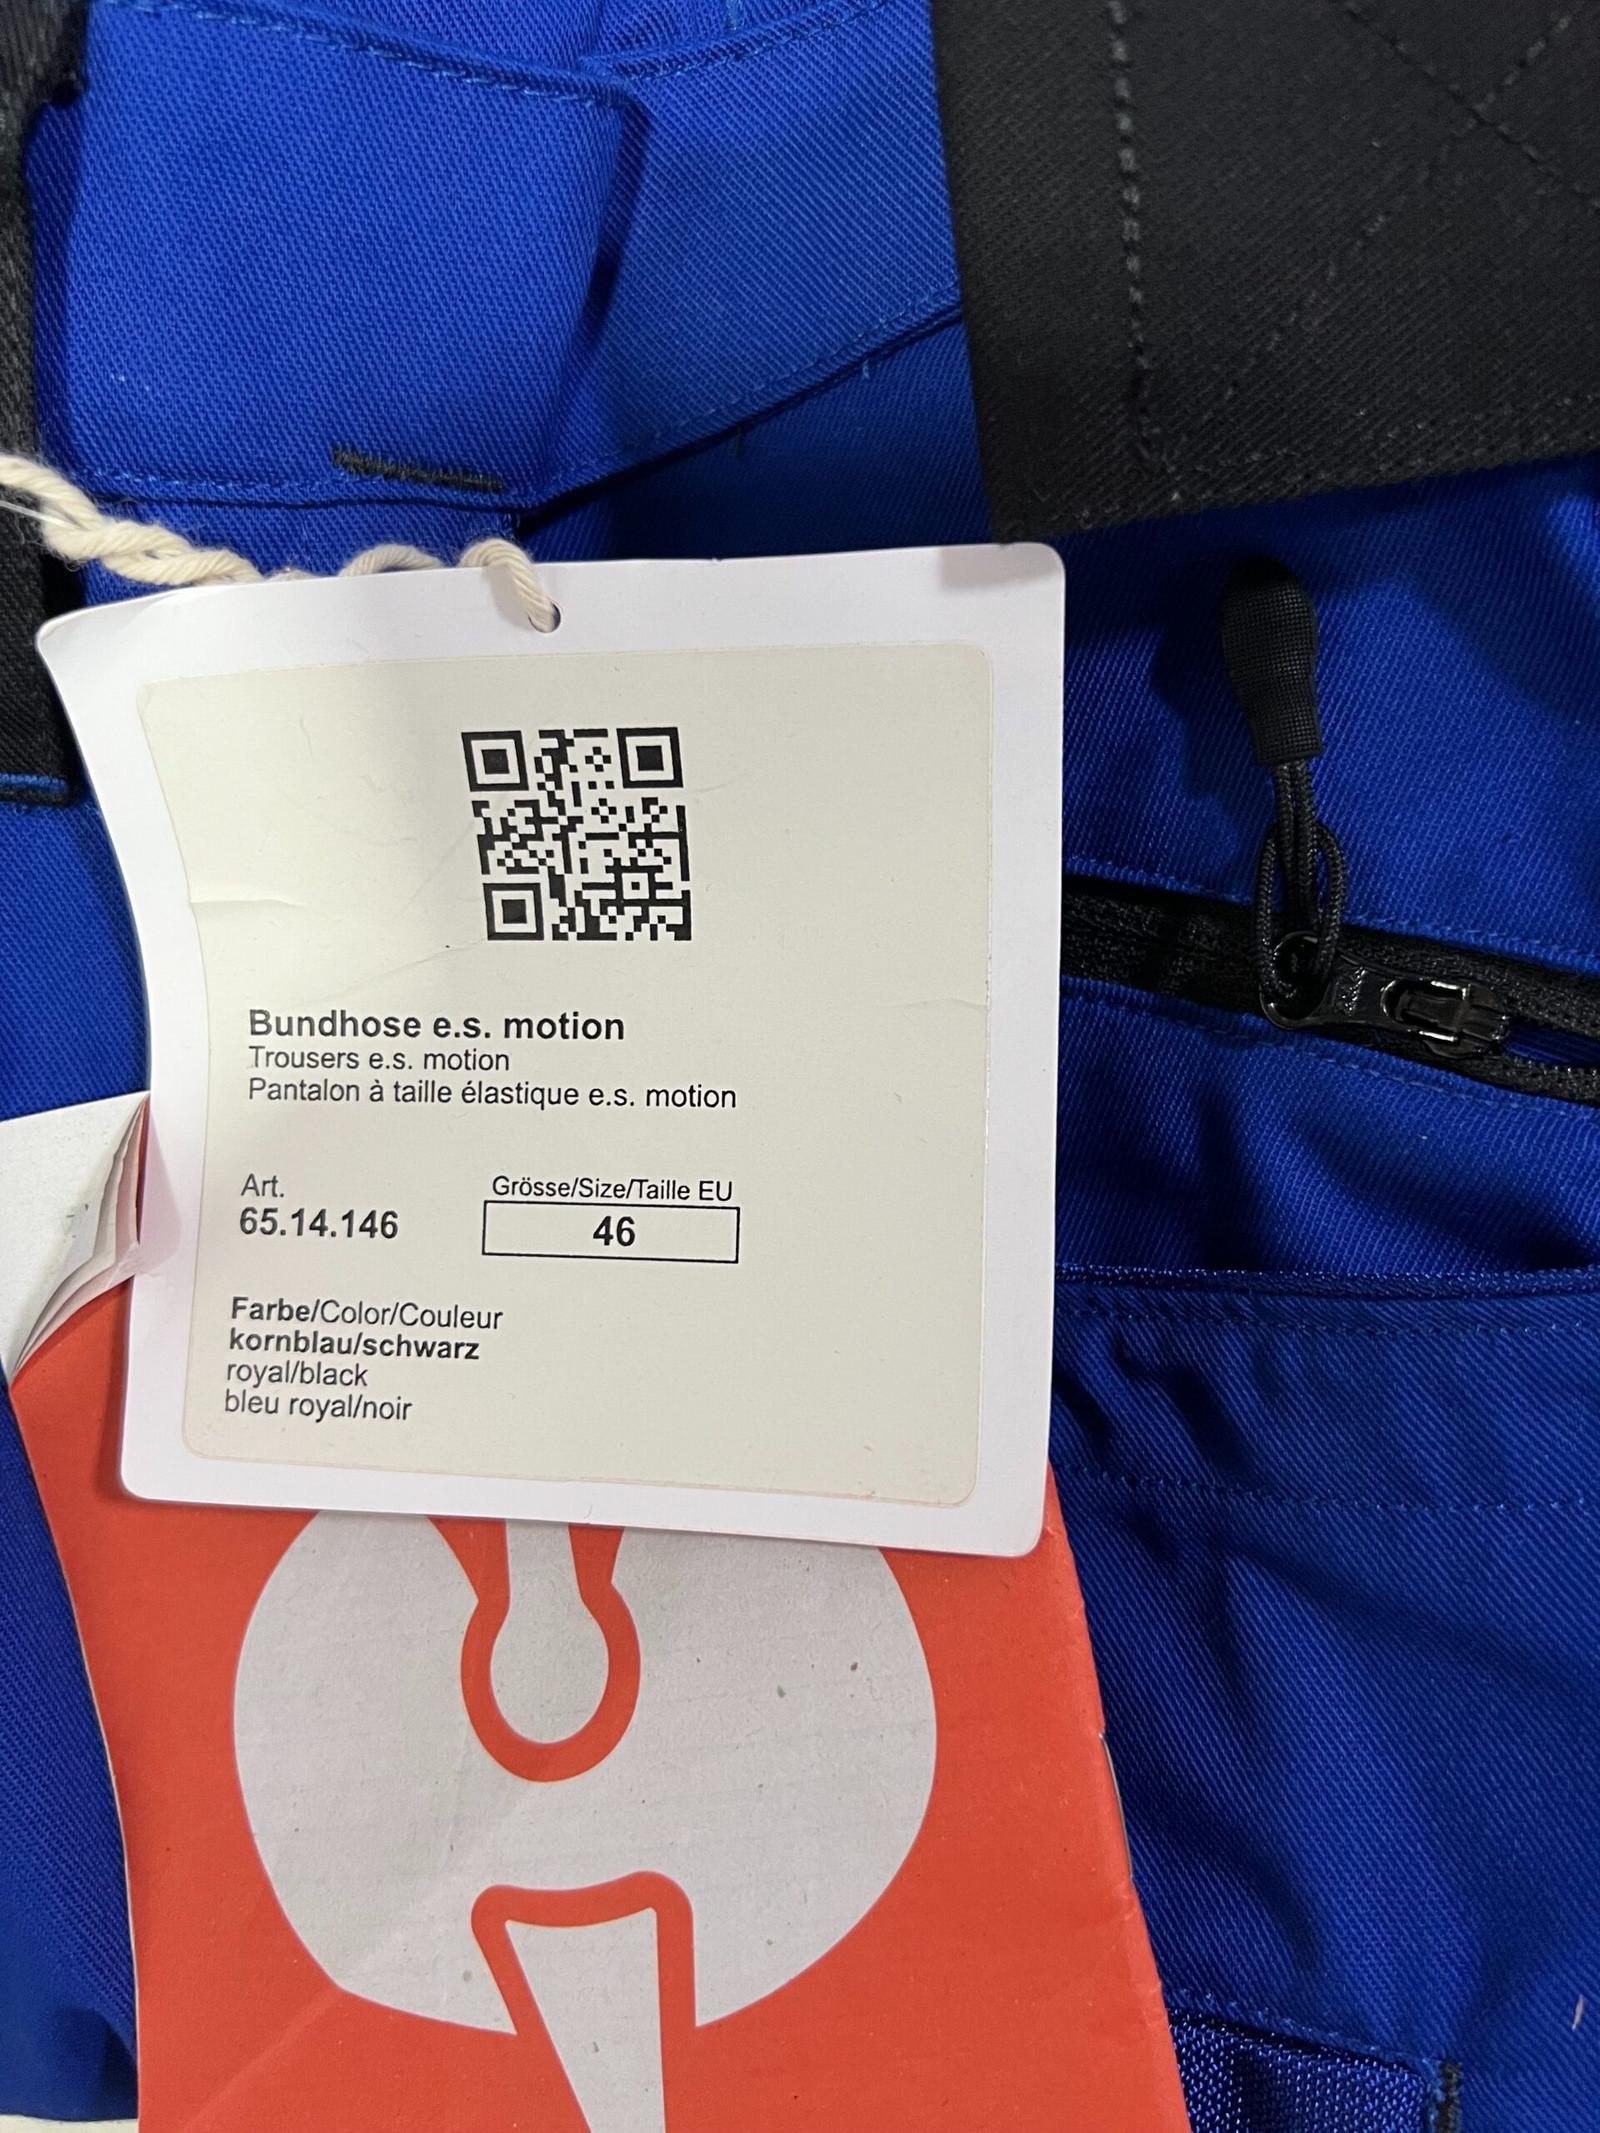 Bundhose e.s. motion
Trousers e.s. motion
Pantalon à taille élastique e.s. motion
Art.
65.14.146
Grösse/Size/Taille EU
46
Farbe/Color/Couleur
kornblau/schwarz
royal/black
bleu royal/noir